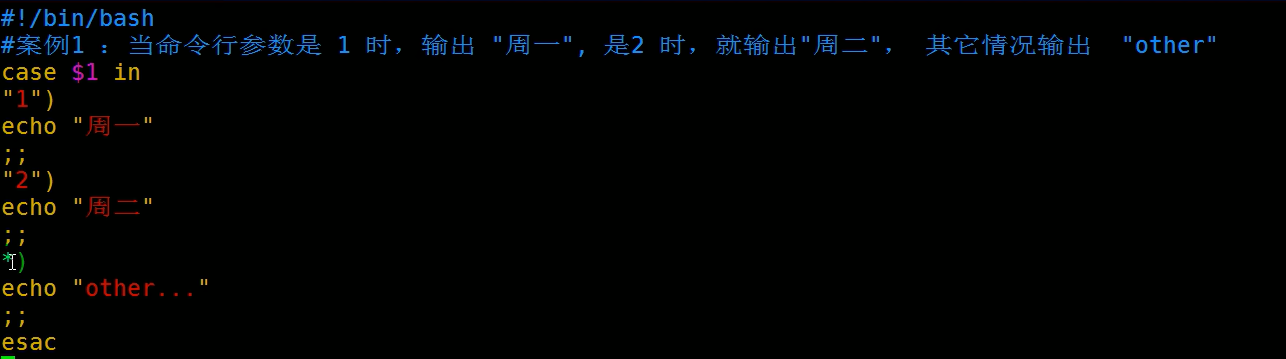 #!/bin/bash
#案例1 ：当命令行参数是 1 时，输出 "周一", 是2 时，就输出"周二"， 其它情况输出 "other"
case $1 in
"1")
echo "周一"
;;
"2")
echo "周二"
;;
*)
echo "other..."
;;
esac